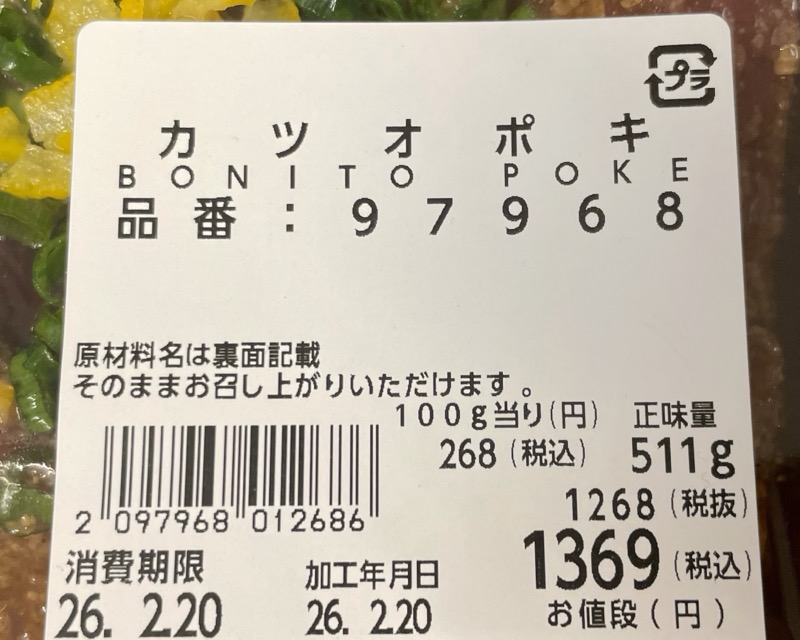 プラ
カツオポキ
BONITO POKE
品番：97968
原材料名は裏面記載
そのままお召し上がりいただけます。
100g当り(円) 正味量
268(税込) 511g
1268(税抜)
2 097968 012686
1369(税込)
消費期限 加工年月日
26. 2.20 26. 2.20
お値段(円)